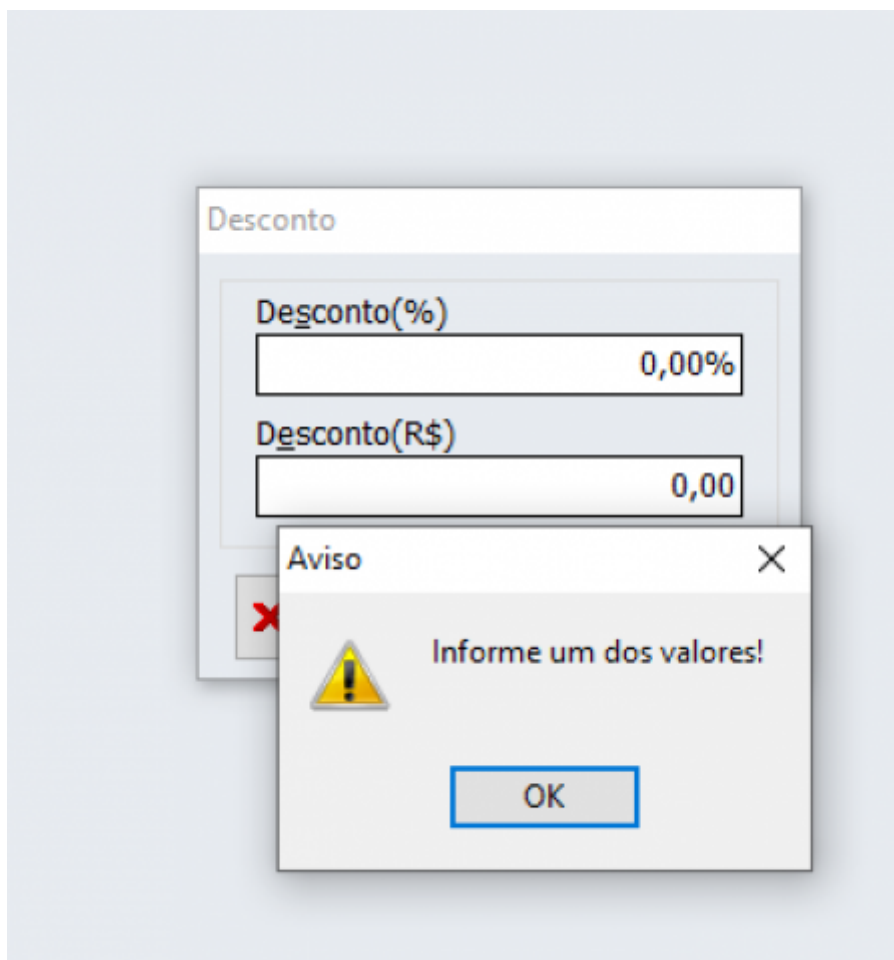 Desconto
Desconto(%)
0,00%
Desconto(R$)
0,00
Aviso
Informe um dos valores!
OK